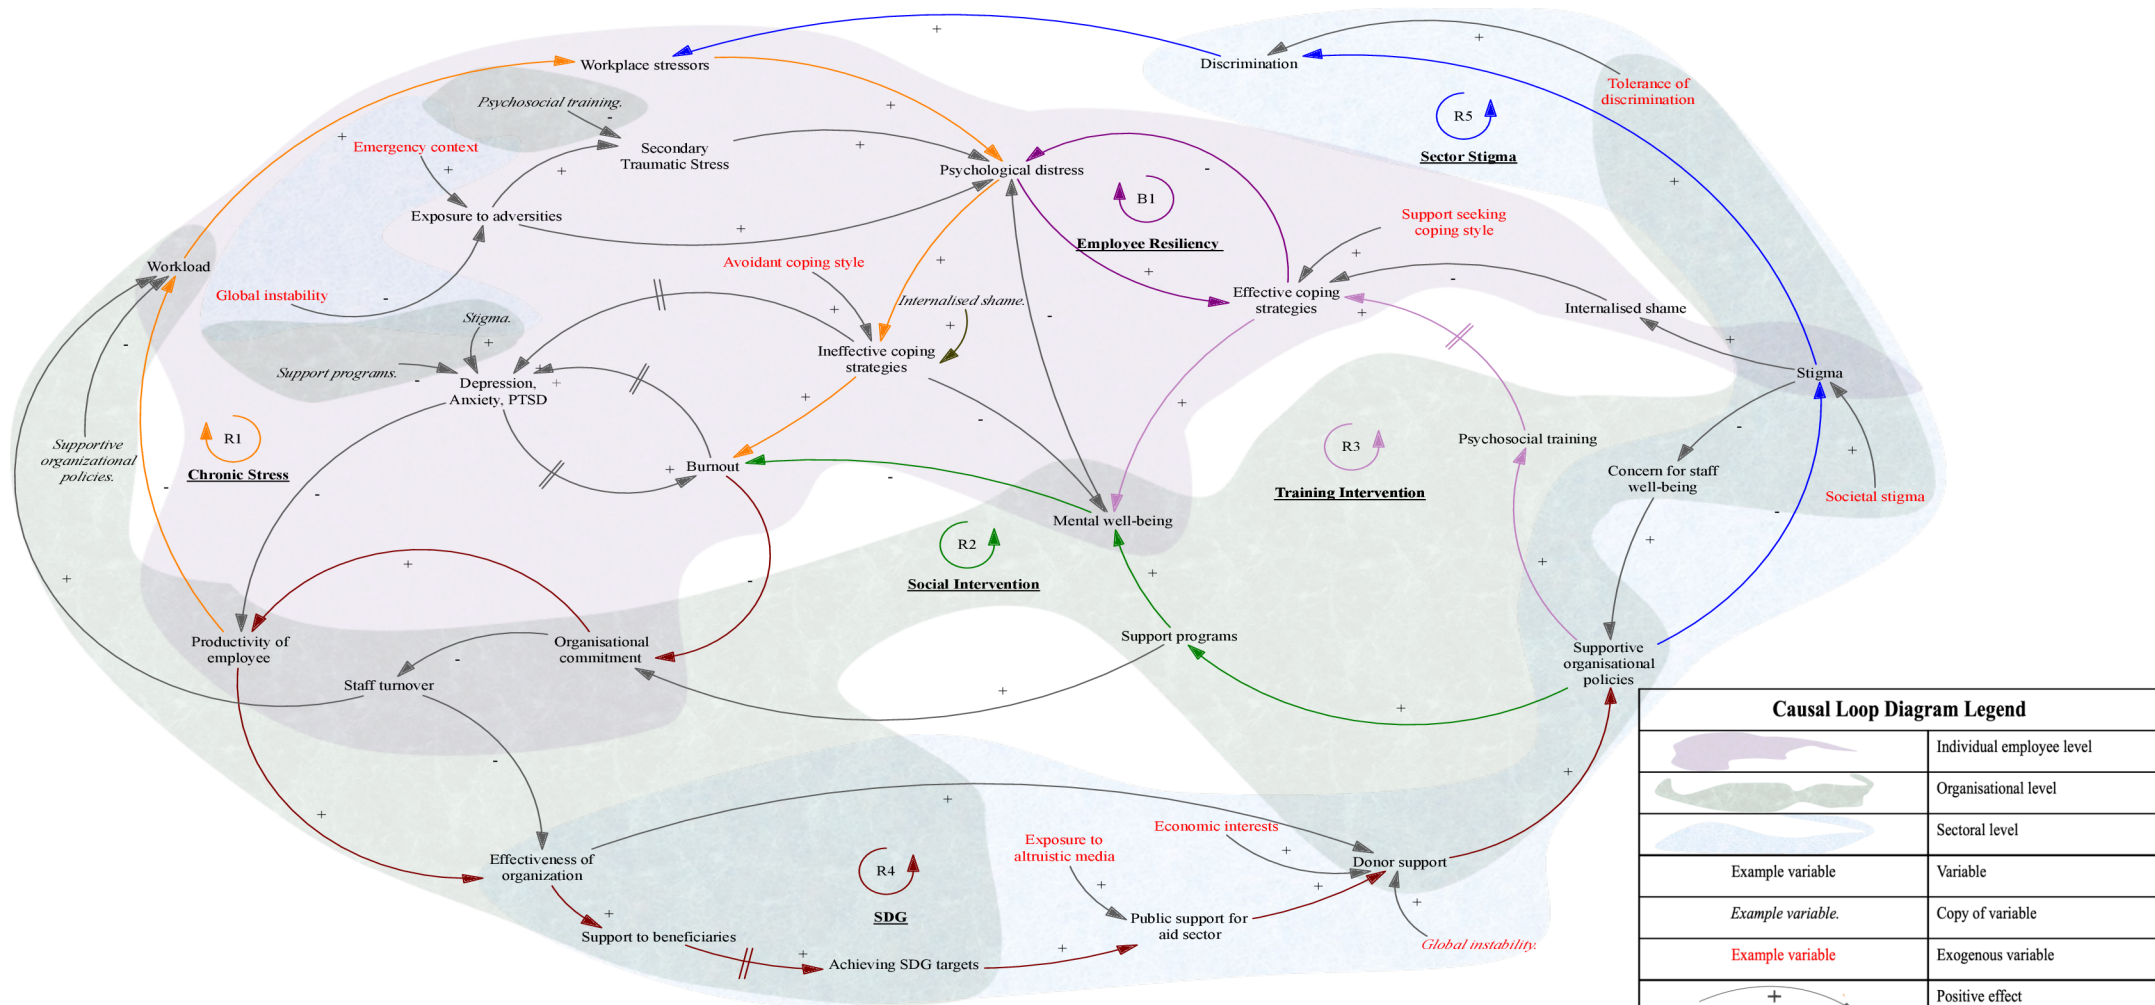 Workplace stressors
Discrimination
Tolerance of
discrimination
Psychosocial training.
Emergency context
Secondary
Traumatic Stress
Psychological distress
R5
Sector Stigma
B1
Employee Resiliency
Exposure to adversities
Support seeking
coping style
Workload
Global instability
Avoidant coping style
Internalised shame.
Effective coping
strategies
Internalised shame
Stigma.
Support programs.
Depression,
Anxiety, PTSD
Ineffective coping
strategies
Stigma
R1
Chronic Stress
Supportive
organizational
policies.
Burnout
R3
Training Intervention
Psychosocial training
Concern for staff
well-being
Societal stigma
Mental well-being
R2
Social Intervention
Productivity of
employee
Organisational
commitment
Staff turnover
Support programs
Supportive
organisational
policies
Effectiveness of
organization
R4
SDG
Exposure to
altruistic media
Economic interests
Donor support
Support to beneficiaries
Public support for
aid sector
Global instability.
Achieving SDG targets
Causal Loop Diagram Legend
Individual employee level
Organisational level
Sectoral level
Example variable
Variable
Example variable.
Copy of variable
Example variable
Exogenous variable
+
Positive effect